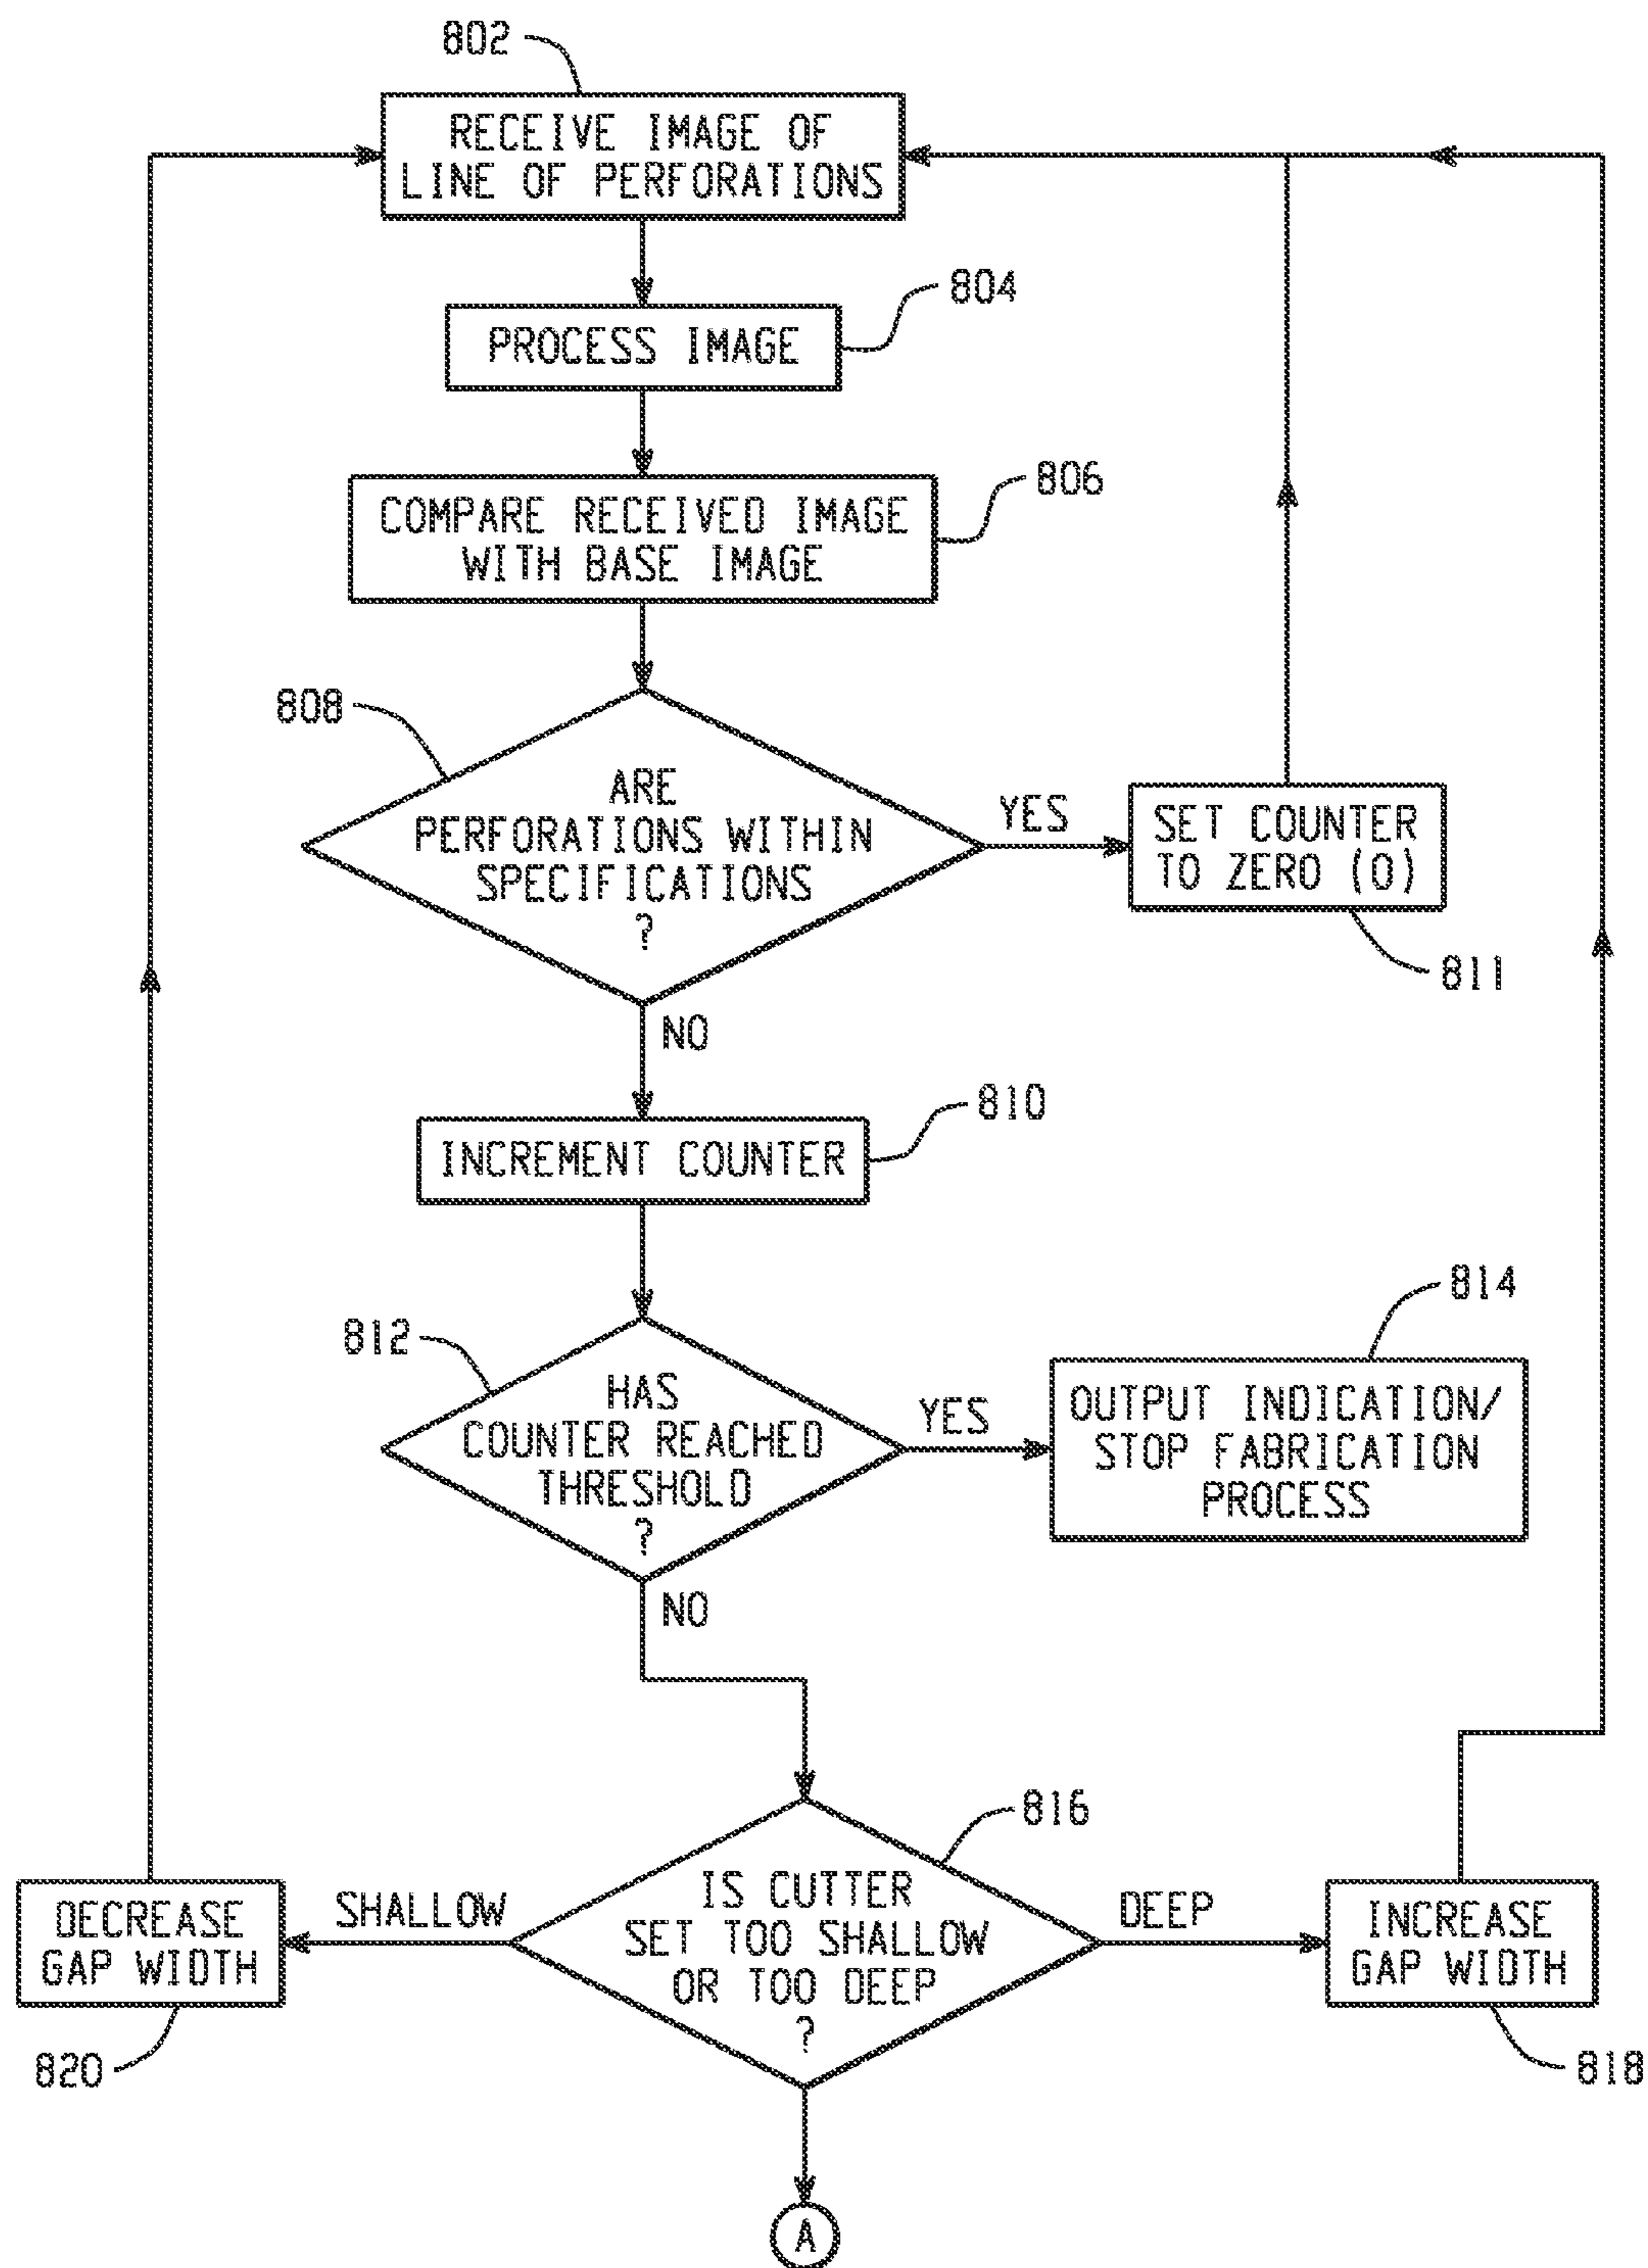 802
RECEIVE IMAGE OF
LINE OF PERFORATIONS
804
PROCESS IMAGE
806
COMPARE RECEIVED IMAGE
WITH BASE IMAGE
808
ARE
PERFORATIONS WITHIN
SPECIFICATIONS
?
YES
SET COUNTER
TO ZERO (0)
811
NO
810
INCREMENT COUNTER
812
HAS
COUNTER REACHED
THRESHOLD
?
YES
814
OUTPUT INDICATION/
STOP FABRICATION
PROCESS
NO
816
IS CUTTER
SET TOO SHALLOW
OR TOO DEEP
?
SHALLOW
DECREASE
GAP WIDTH
820
DEEP
INCREASE
GAP WIDTH
818
A